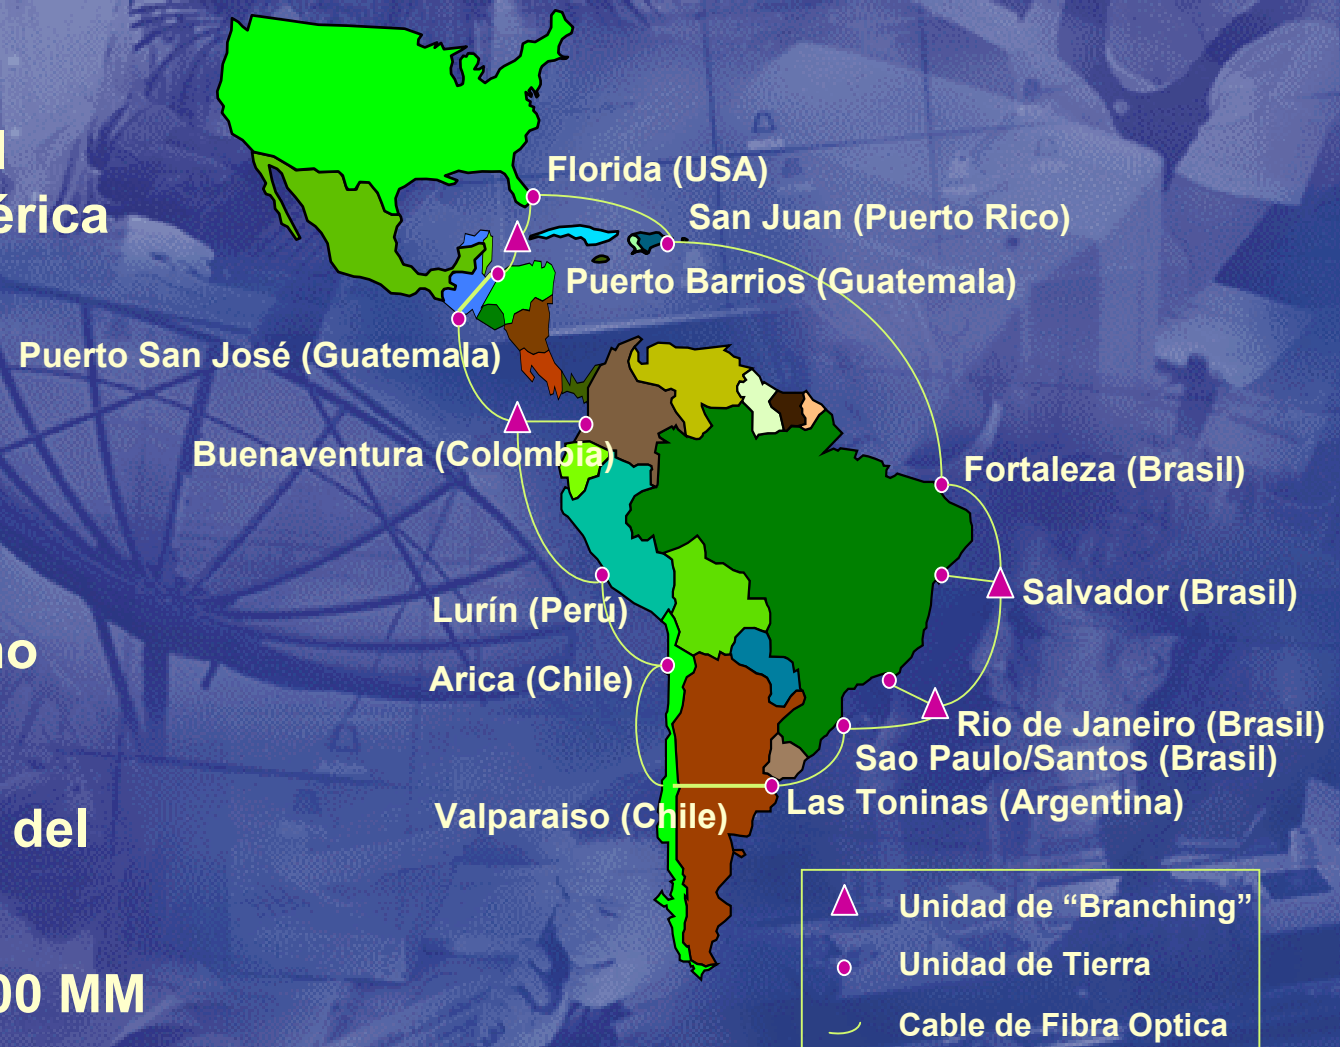 érica
no
del
00 MM
Florida (USA)
San Juan (Puerto Rico)
Puerto Barrios (Guatemala)
Puerto San José (Guatemala)
Buenaventura (Colombia)
Fortaleza (Brasil)
Salvador (Brasil)
Lurín (Perú)
Arica (Chile)
Rio de Janeiro (Brasil)
Sao Paulo/Santos (Brasil)
Las Toninas (Argentina)
Valparaiso (Chile)
Unidad de “Branching”
Unidad de Tierra
Cable de Fibra Optica